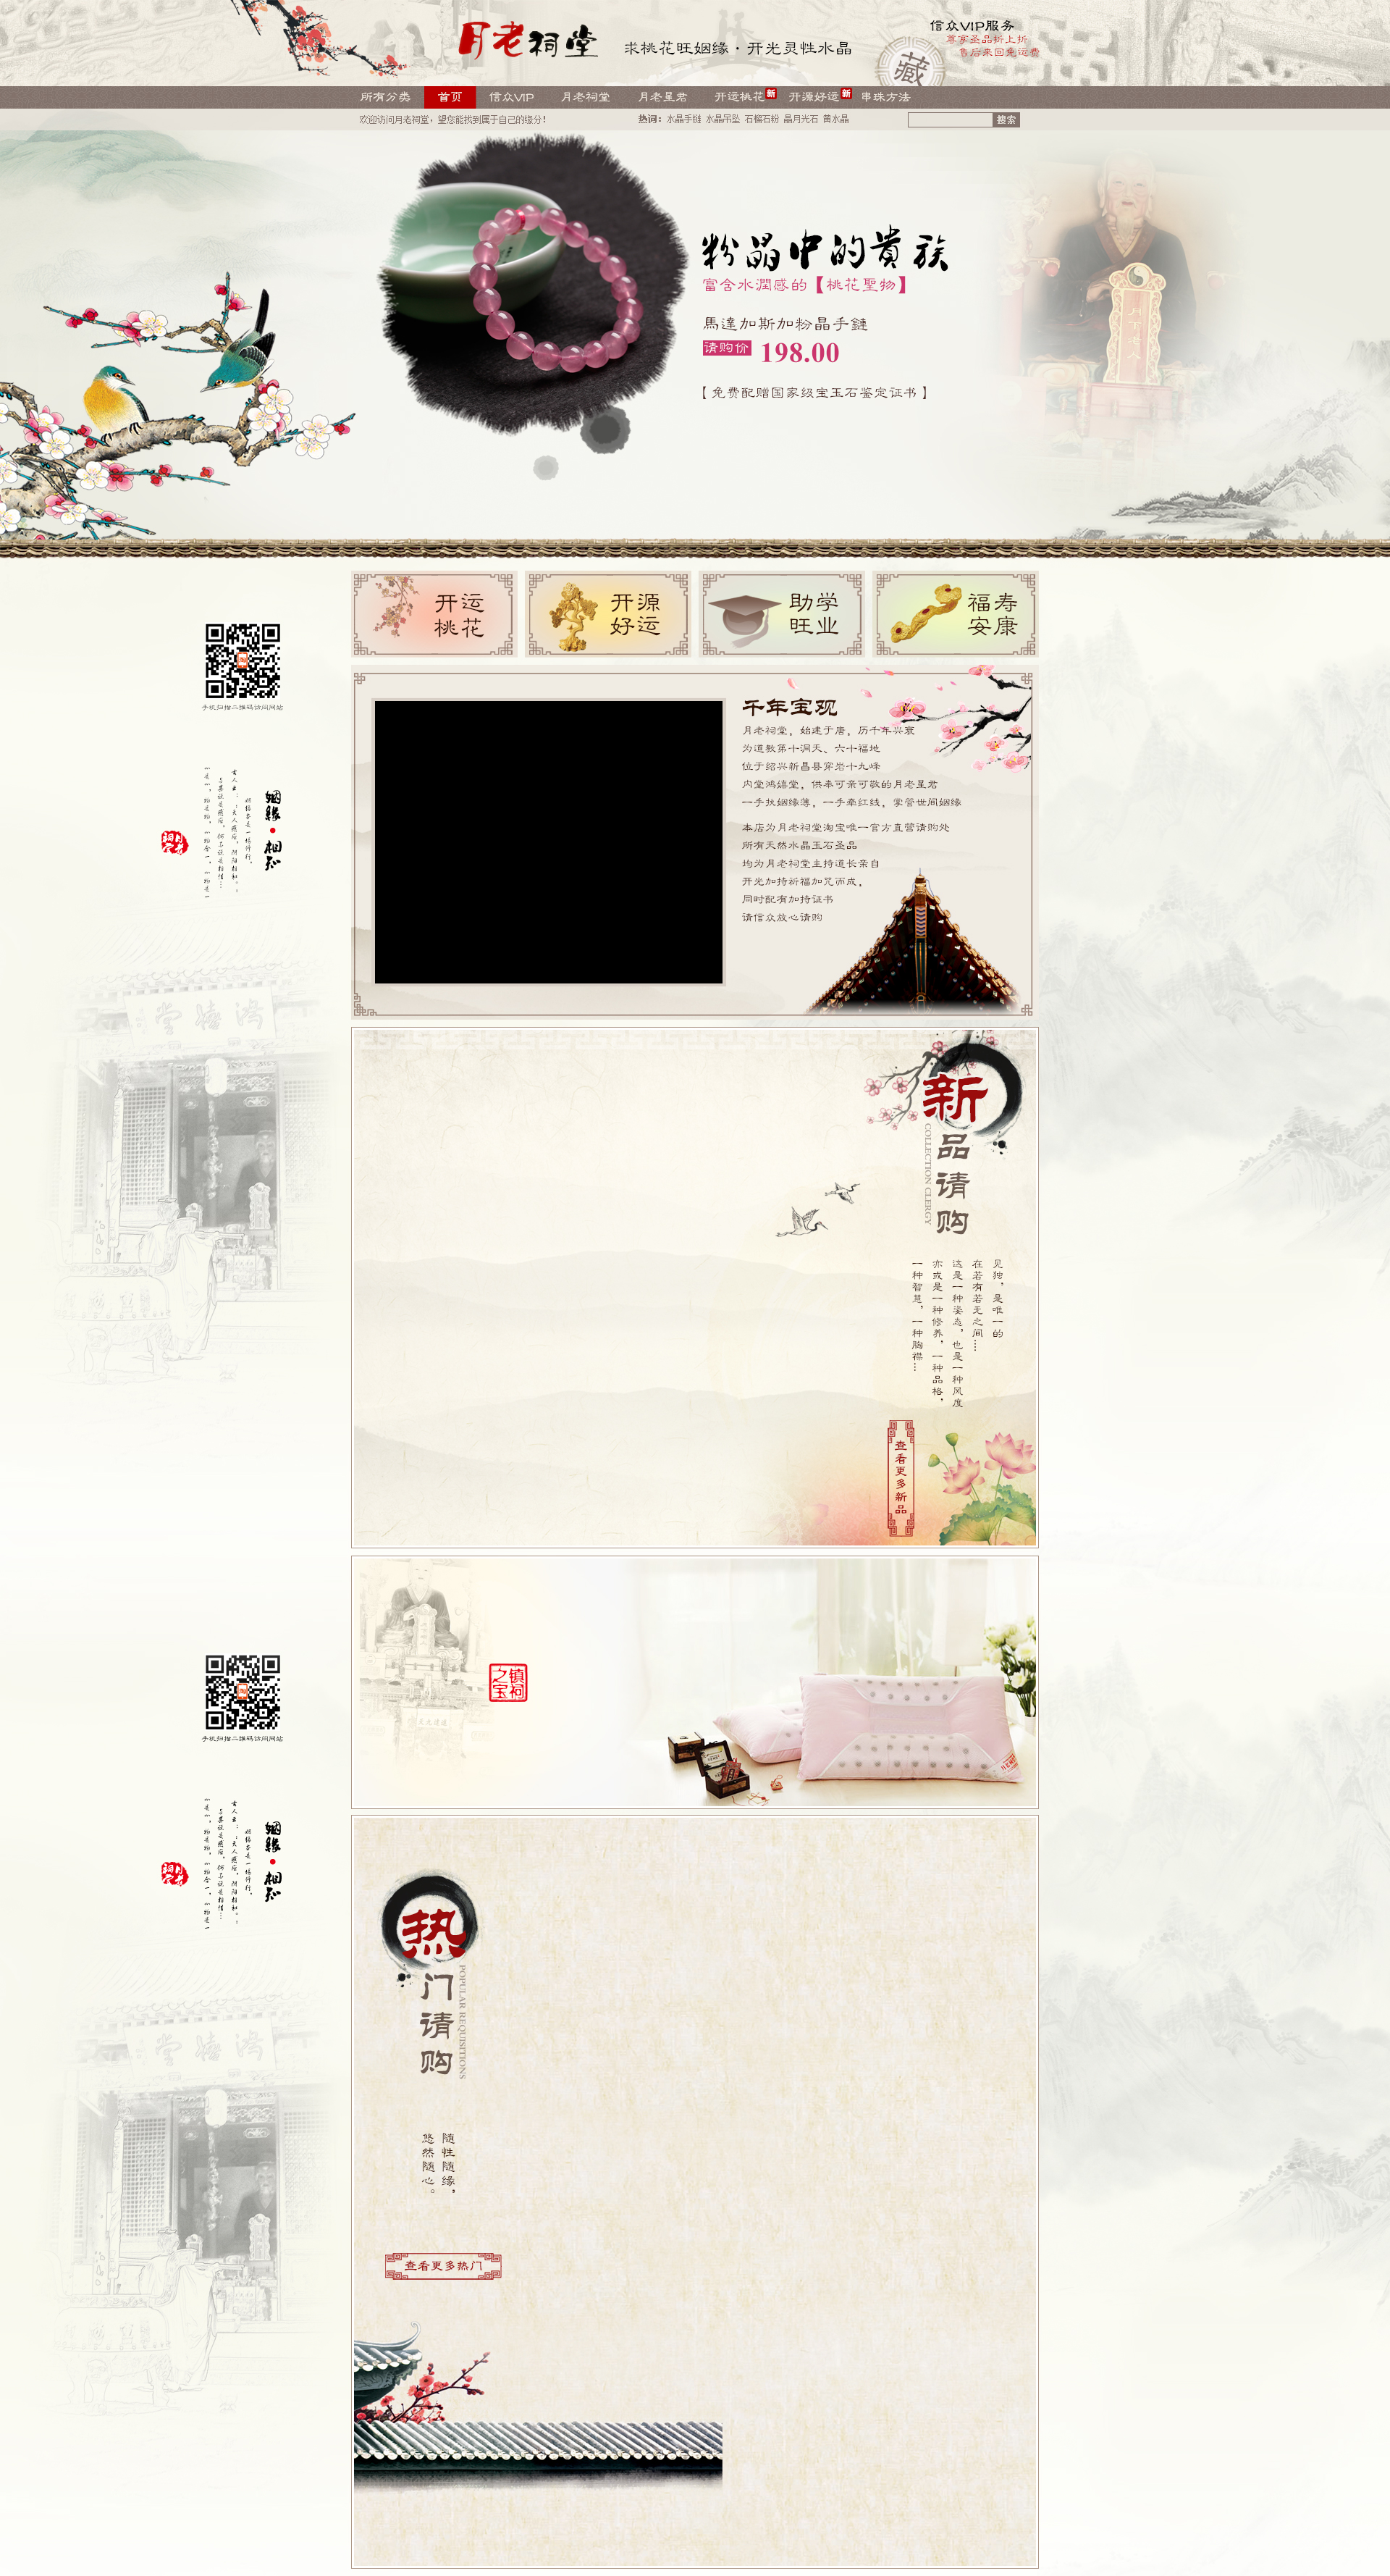 月老祠堂
求桃花旺姻缘·开光灵性水晶
藏
信众VIP服务
尊享圣品折上折
售后来回免运费
所有分类 首页 信众VIP 月老祠堂 月老星君 开运桃花 新 开源好运 新 串珠方法
欢迎访问月老祠堂，望您能找到属于自己的缘分！
热词： 水晶手链 水晶吊坠 石榴石粉 晶月光石 黄水晶
搜索
粉晶中的貴族
富含水潤感的【桃花聖物】
馬達加斯加粉晶手鏈
请购价 198.00
【免费配赠国家级宝玉石鉴定证书】
月下老人
开运
桃花
开源
好运
助学
旺业
福寿
安康
手机扫描二维码访问网站
姻緣·相知
千年宝观
月老祠堂，始建于唐，历千年兴衰
为道教第十洞天、六十福地
位于绍兴新昌县穿岩十九峰
内堂鸿嬉堂，供奉可亲可敬的月老星君
一手执姻缘薄，一手牵红线，掌管世间姻缘
本店为月老祠堂淘宝唯一官方直营请购处
所有天然水晶玉石圣品
均为月老祠堂主持道长亲自
开光加持祈福加咒而成，
同时配有加持证书
请信众放心请购
新品请购
COLLECTION CLERGY
见独，是唯一的
在若有若无之间…
这是一种姿态，也是一种风度
亦或是一种修养，一种品格，
一种智慧，一种胸襟…
查看更多新品
镇祠
之宝
手机扫描二维码访问网站
姻緣·相知
热门请购
POPULAR REQUISITIONS
随性随缘，
悠然随心。
查看更多热门